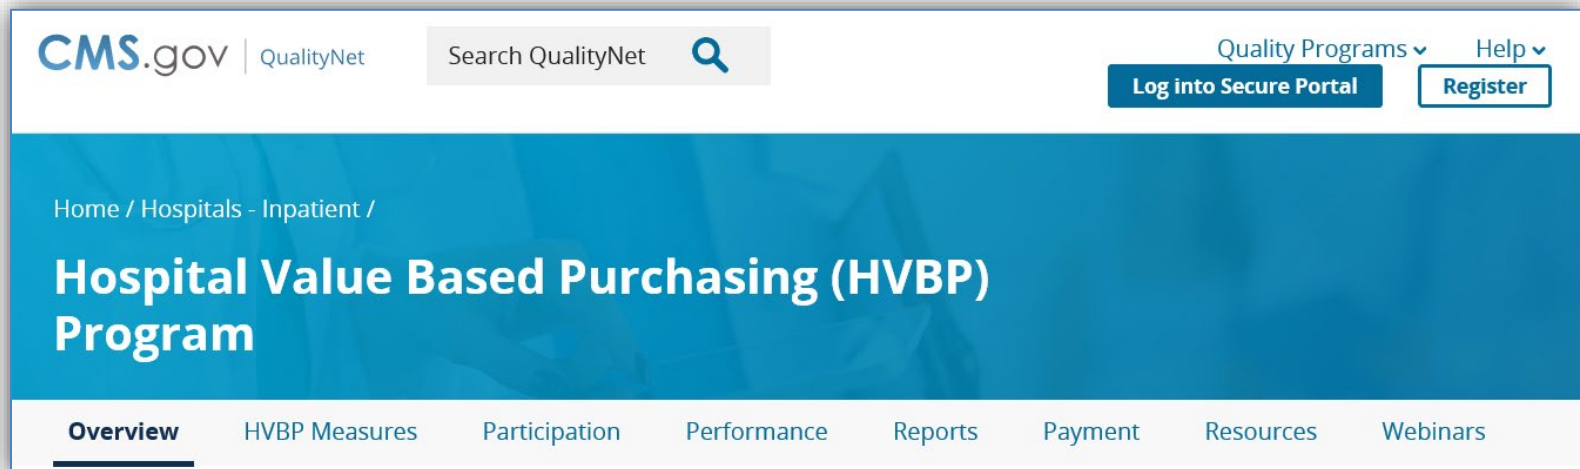 CMS.gov QualityNet Search QualityNet Quality Programs Help
Log into Secure Portal Register
Home / Hospitals - Inpatient /
Hospital Value Based Purchasing (HVBP)
Program
Overview HVBP Measures Participation Performance Reports Payment Resources Webinars